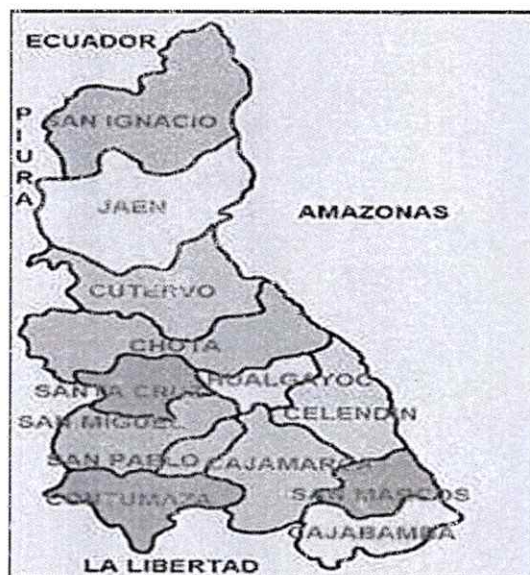 ECUADOR
PIURA
SAN IGNACIO
JAEN
AMAZONAS
CUTERVO
CHOTA
SANTA CRUZ
HUALGAYOC
SAN MIGUEL
CELENDIN
SAN PABLO
CAJAMARCA
CONTUMAZA
SAN MARCOS
CAJABAMBA
LA LIBERTAD